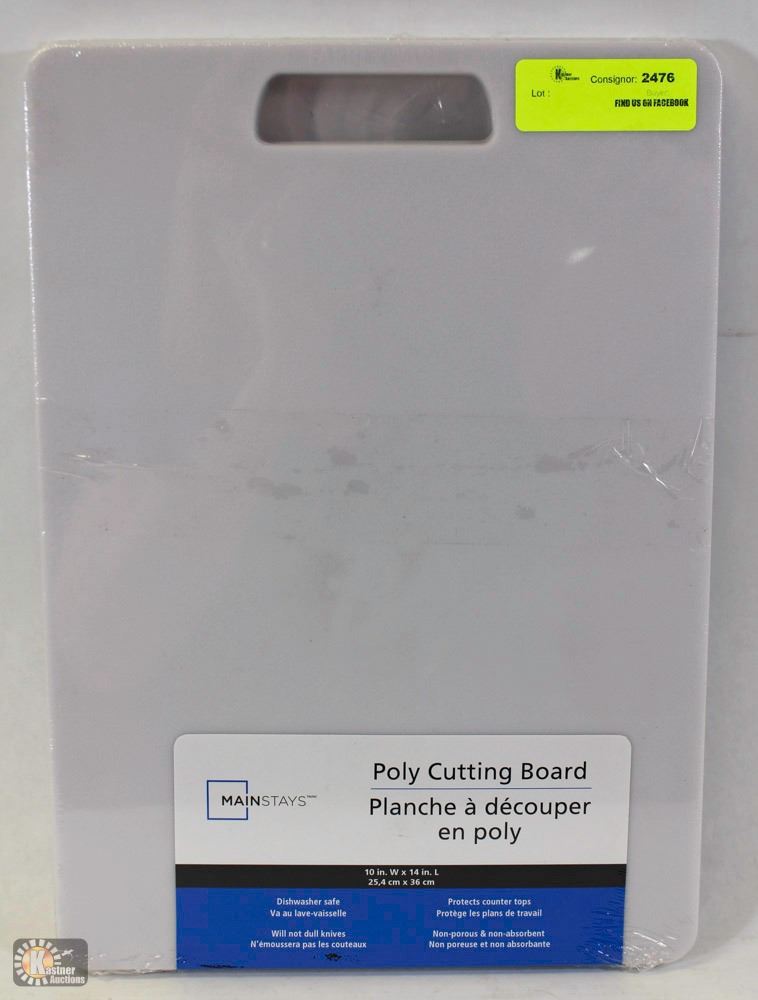 Kastner Auctions
Consignor: 2476
Lot :
Buyer:
FIND US ON FACEBOOK
MAINSTAYS
Poly Cutting Board
Planche à découper
en poly
10 in. W x 14 in. L
25,4 cm x 36 cm
Dishwasher safe
Va au lave-vaisselle
Will not dull knives
N'émoussera pas les couteaux
Protects counter tops
Protège les plans de travail
Non-porous & non-absorbent
Non poreuse et non absorbante
Kastner
Auctions